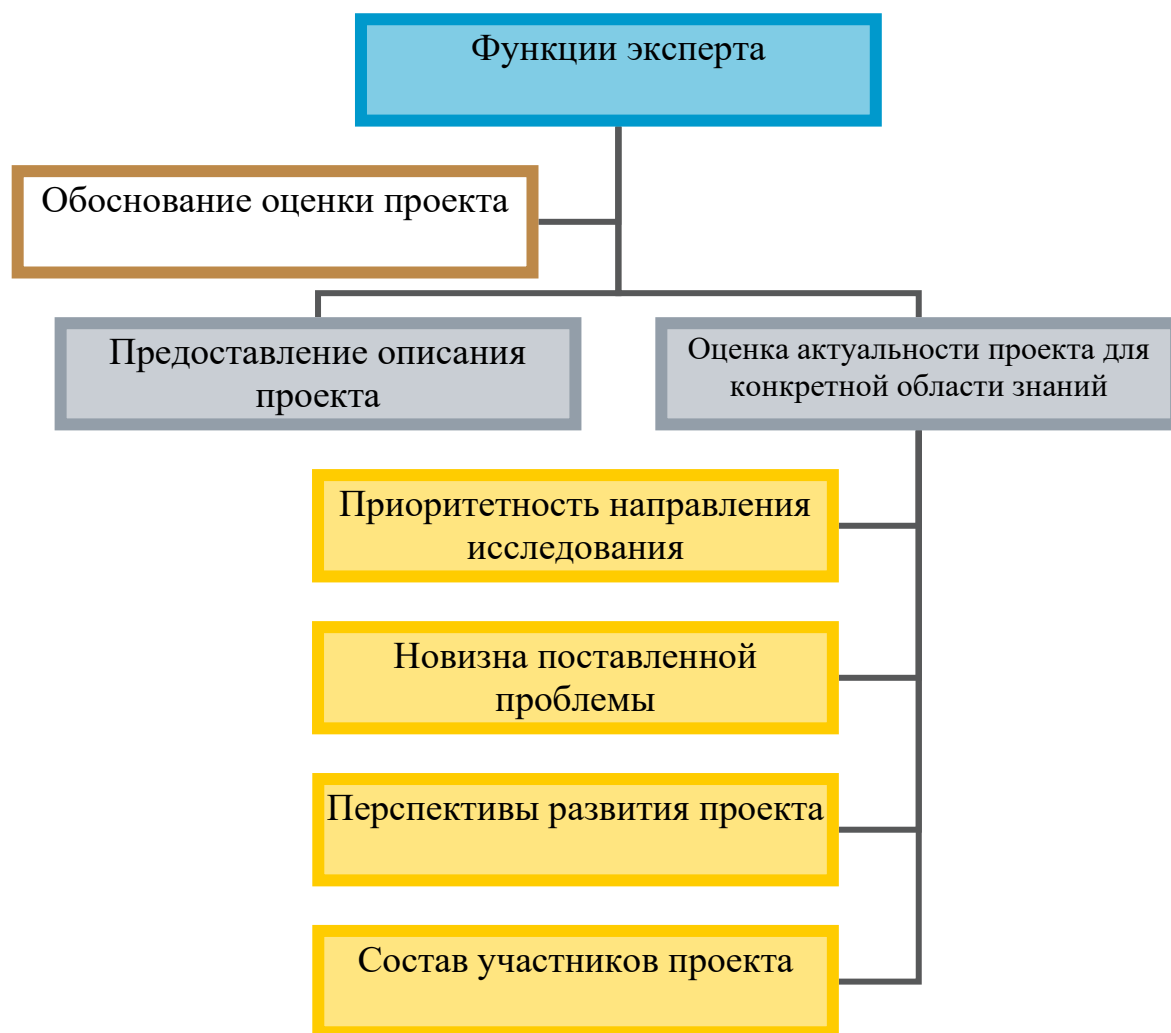 Функции эксперта
Обоснование оценки проекта
Предоставление описания
проекта
Оценка актуальности проекта для
конкретной области знаний
Приоритетность направления
исследования
Новизна поставленной
проблемы
Перспективы развития проекта
Состав участников проекта